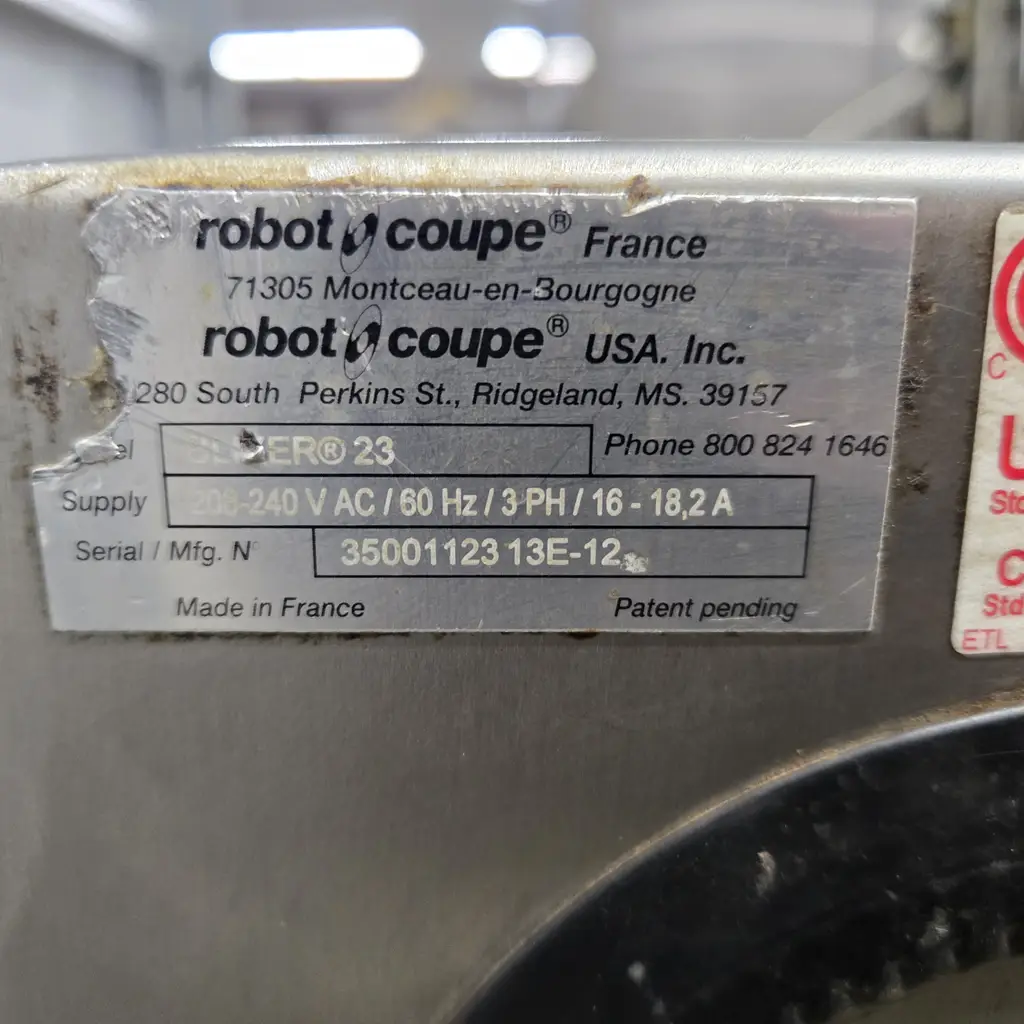 robot coupe® France
71305 Montceau-en-Bourgogne
robot coupe® USA. Inc.
280 South Perkins St., Ridgeland, MS. 39157
23
Phone 800 824 1646
Supply 208-240 V AC / 60 Hz / 3 PH / 16 - 18,2 A
Serial / Mfg. N° 35001123 13E-12
Made in France
Patent pending
C
ETL